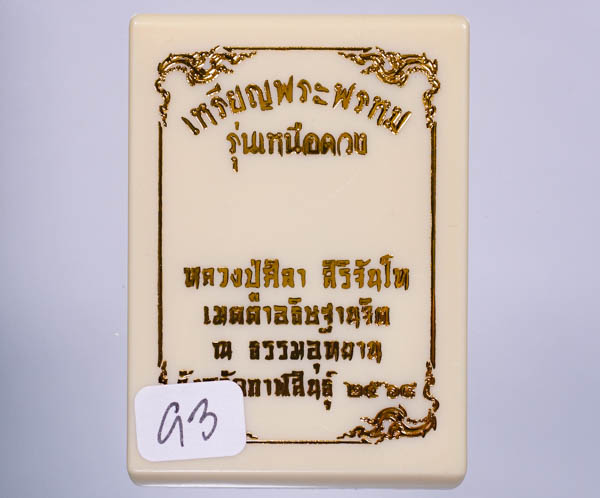 เหรียญพระพรหม
รุ่นเหนือดวง
หลวงปู่ศิลา สิริจันโท
เมตตาอธิษฐานจิต
ณ ธรรมอุทยาน
จังหวัดกาฬสินธุ์ ๒๕๖๔
93